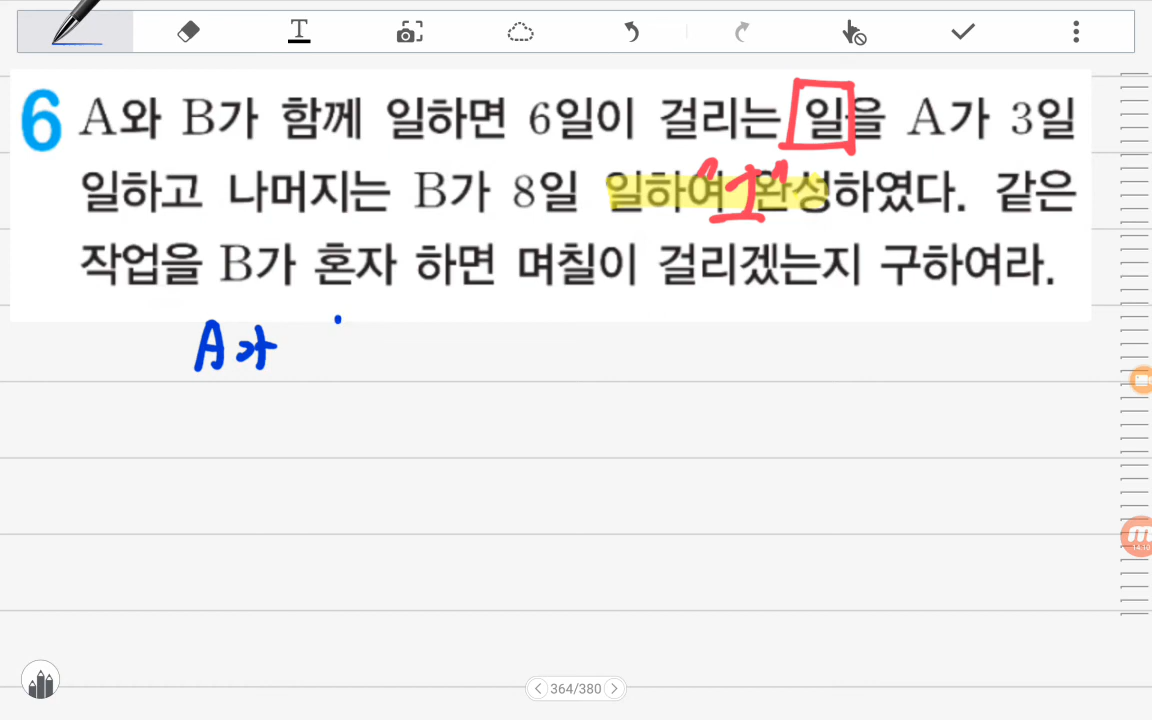 T
6 A와 B가 함께 일하면 6일이 걸리는 일을 A가 3일
일하고 나머지는 B가 8일 일하여 완성하였다. 같은
"1"
작업을 B가 혼자 하면 며칠이 걸리겠는지 구하여라.
A와
14:10
364/380